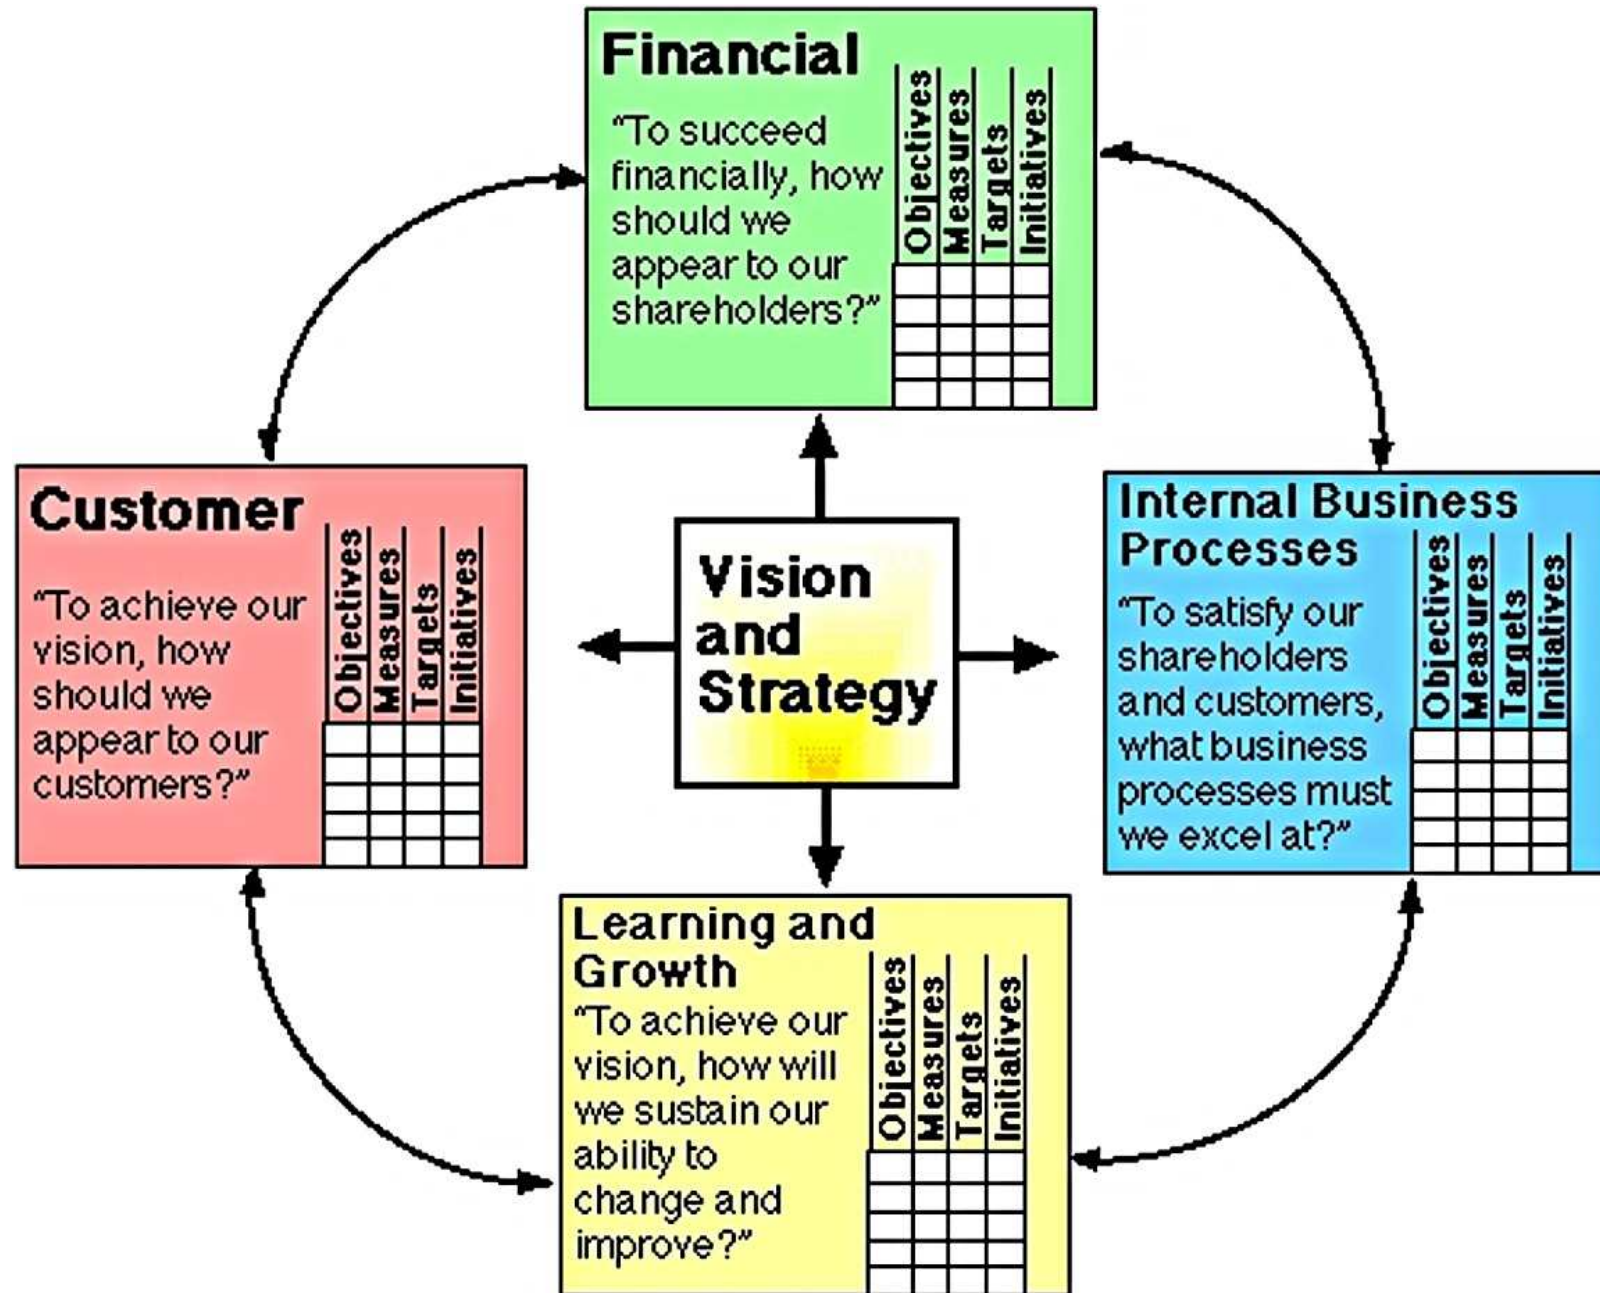 Financial
“To succeed
financially, how
should we
appear to our
shareholders?”
Objectives
Measures
Targets
Initiatives
Customer
“To achieve our
vision, how
should we
appear to our
customers?”
Objectives
Measures
Targets
Initiatives
Vision
and
Strategy
Internal Business
Processes
“To satisfy our
shareholders
and customers,
what business
processes must
we excel at?”
Objectives
Measures
Targets
Initiatives
Learning and
Growth
“To achieve our
vision, how will
we sustain our
ability to
change and
improve?”
Objectives
Measures
Targets
Initiatives